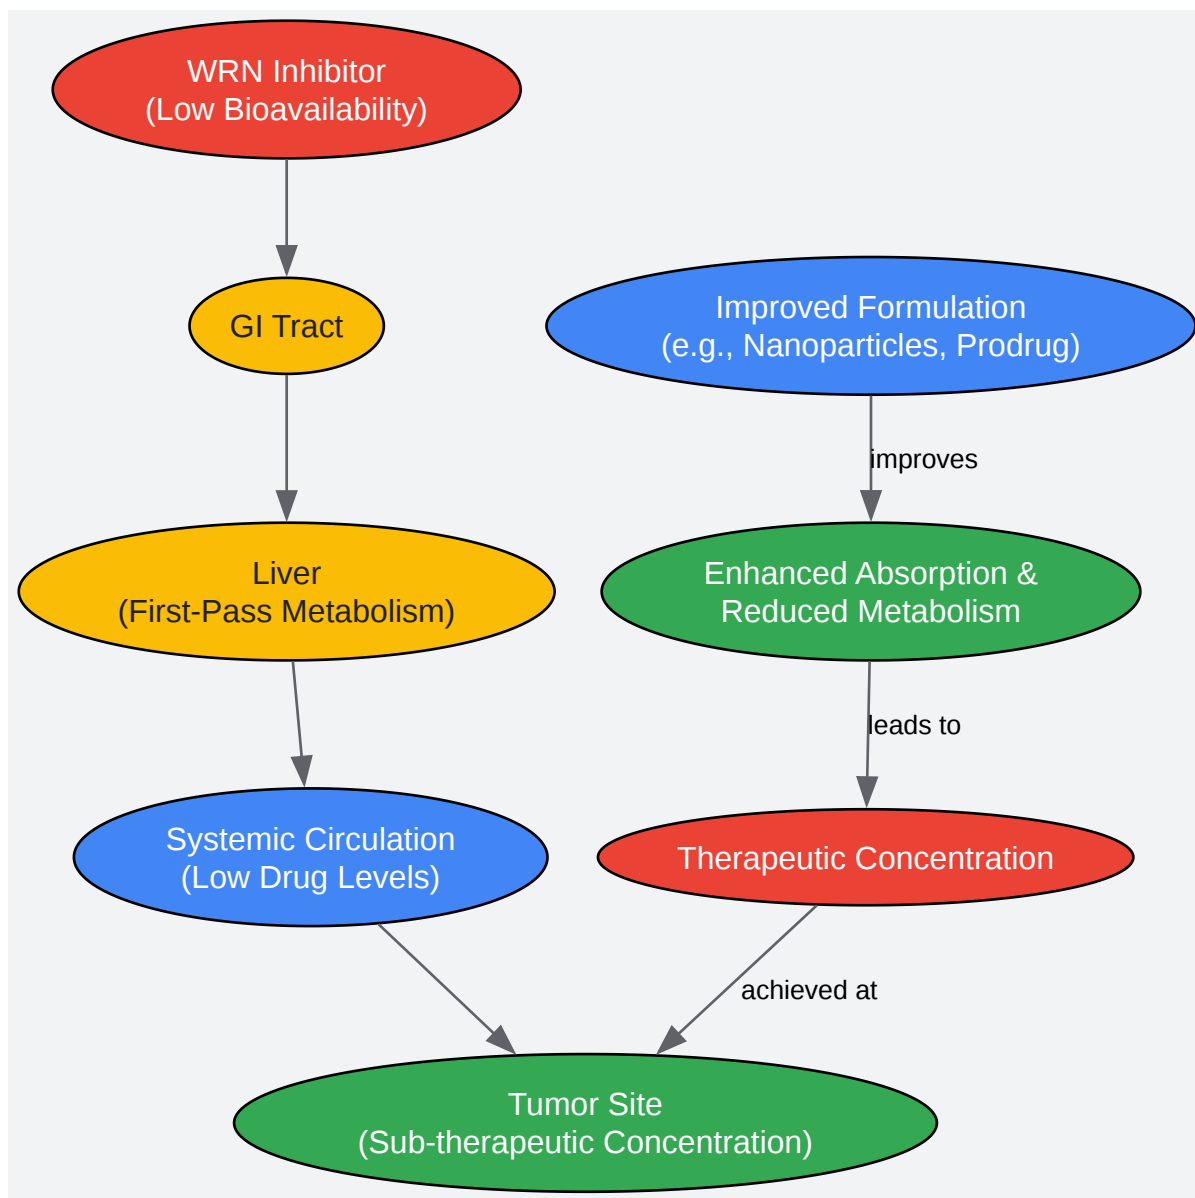 WRN Inhibitor
(Low Bioavailability)
GI Tract
Liver
(First-Pass Metabolism)
Systemic Circulation
(Low Drug Levels)
Improved Formulation
(e.g., Nanoparticles, Prodrug)
improves
Enhanced Absorption &
Reduced Metabolism
leads to
Therapeutic Concentration
achieved at
Tumor Site
(Sub-therapeutic Concentration)